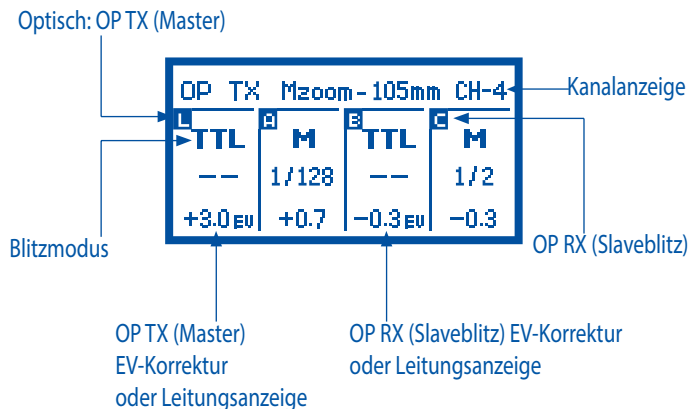 Optisch: OP TX (Master)
OP TX Mzoom-105mm CH-4
Kanalanzeige
L A B C
TTL M TTL M
-- 1/128 -- 1/2
+3.0EV +0.7 -0.3EV -0.3
Blitzmodus
OP RX (Slaveblitz)
OP TX (Master)
EV-Korrektur
oder Leitungsanzeige
OP RX (Slaveblitz) EV-Korrektur
oder Leitungsanzeige